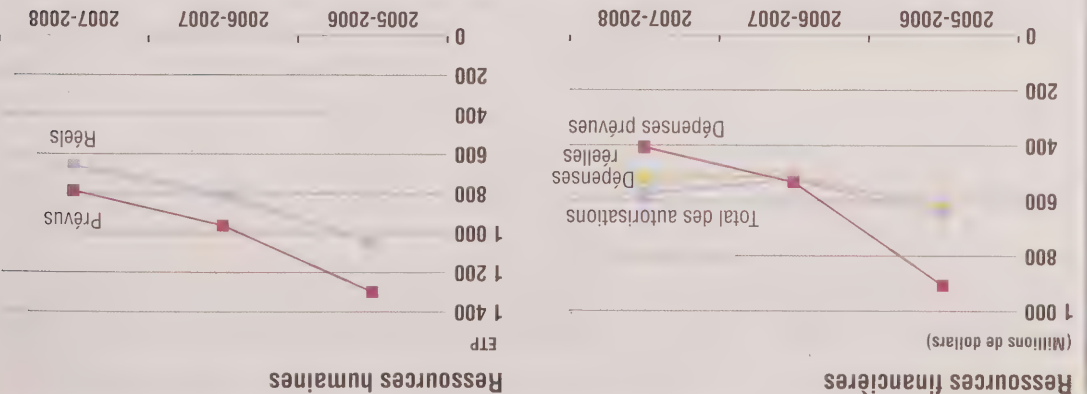 Ressources financières
(Millions de dollars)
1 000
800
600
400
200
0
Total des autorisations
Dépenses
réelles
Dépenses prévues
2005-2006
2006-2007
2007-2008
Ressources humaines
ETP
1 400
1 200
1 000
800
600
400
200
0
Prévus
Réels
2005-2006
2006-2007
2007-2008